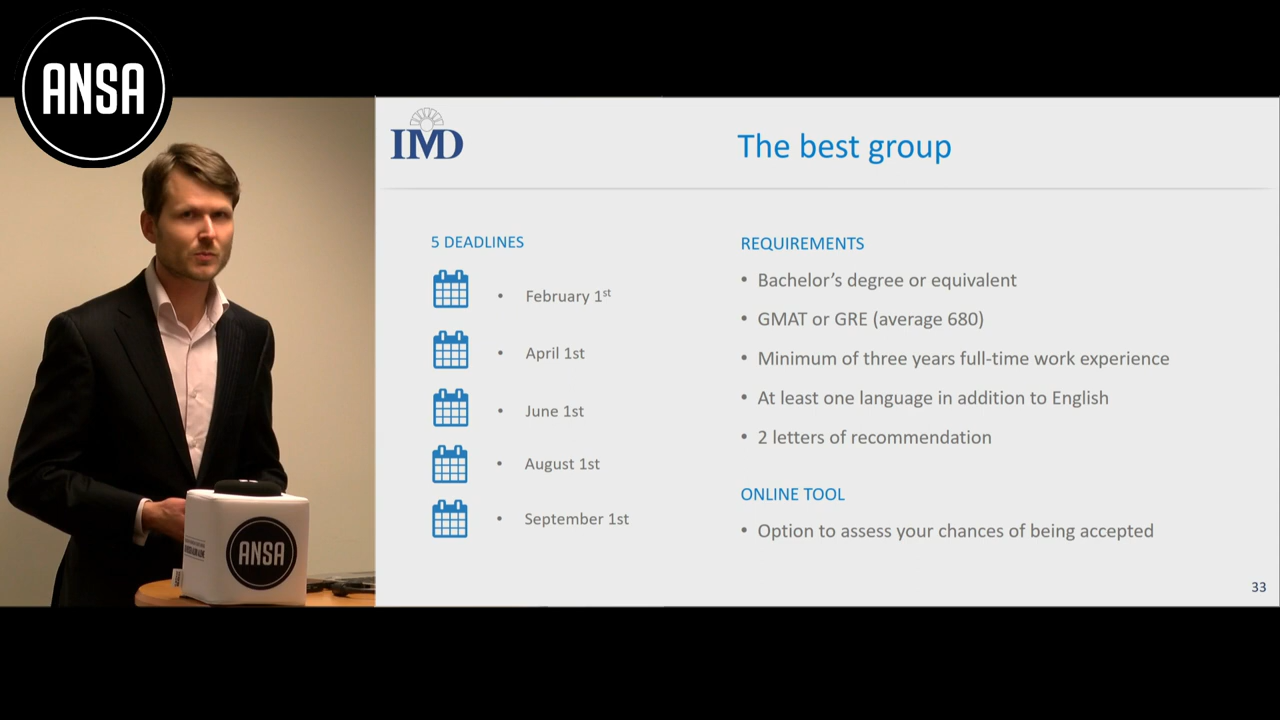 ANSA
IMD
The best group
5 DEADLINES
• February 1st
• April 1st
• June 1st
• August 1st
• September 1st
REQUIREMENTS
• Bachelor’s degree or equivalent
• GMAT or GRE (average 680)
• Minimum of three years full-time work experience
• At least one language in addition to English
• 2 letters of recommendation
ONLINE TOOL
• Option to assess your chances of being accepted
33
ANSA